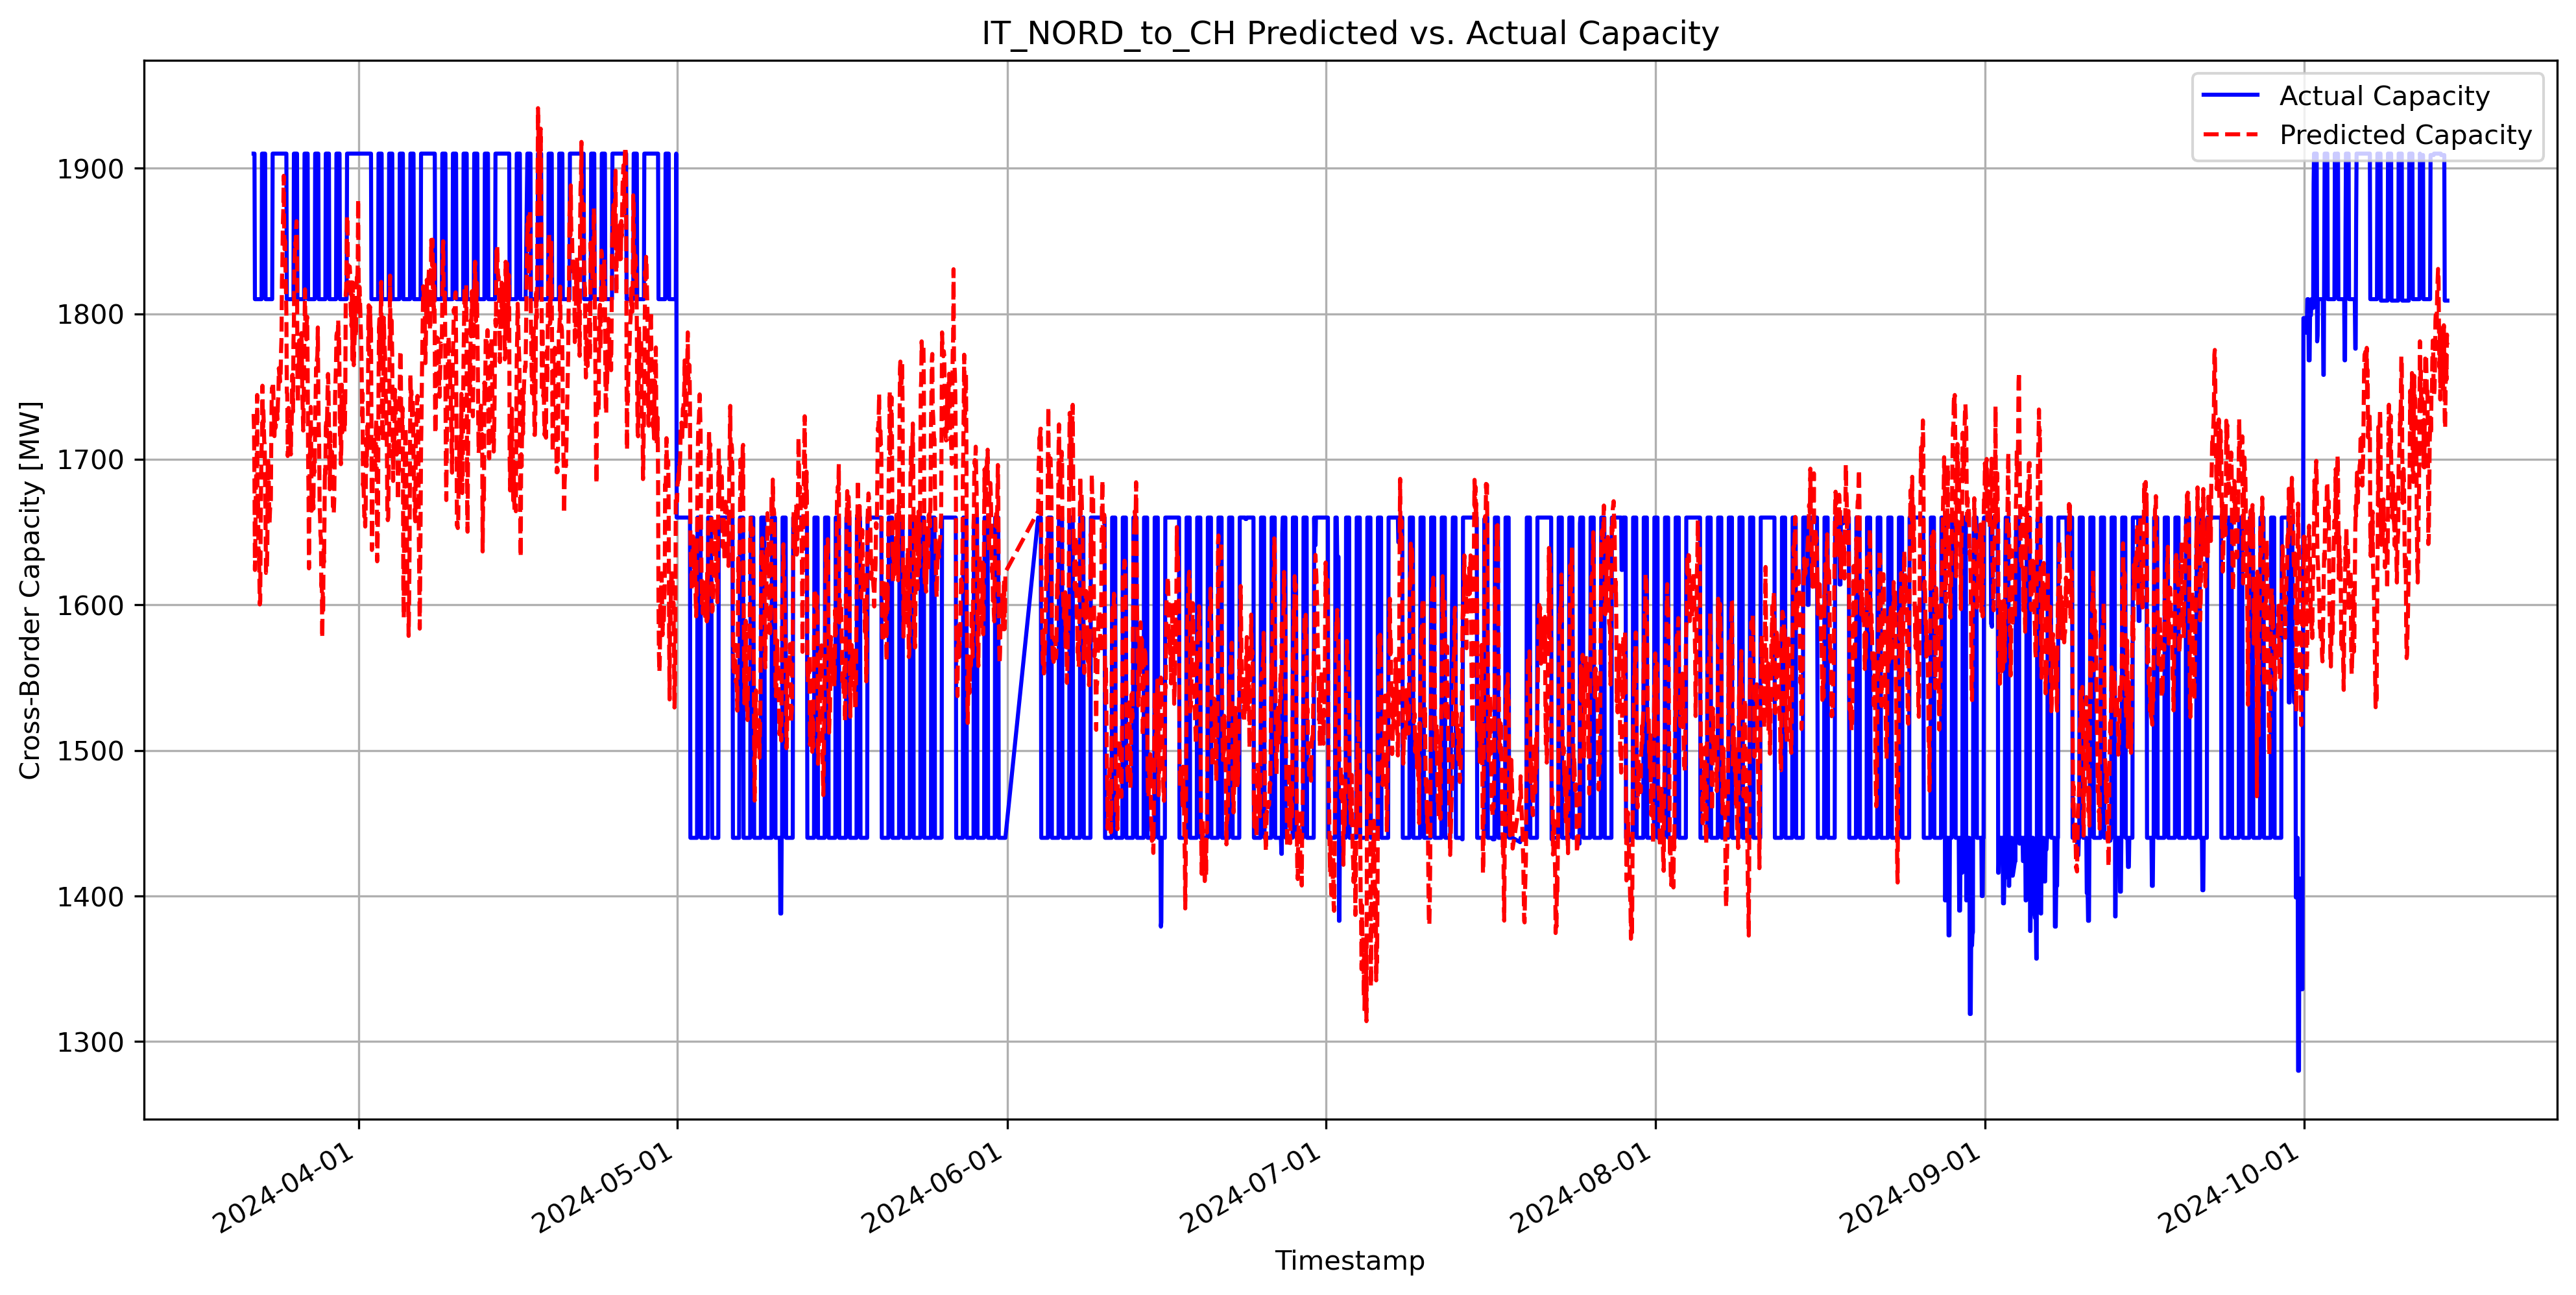 IT_NORD_to_CH Predicted vs. Actual Capacity
Actual Capacity
Predicted Capacity
Cross-Border Capacity [MW]
1900
1800
1700
1600
1500
1400
1300
2024-04-01
2024-05-01
2024-06-01
2024-07-01
2024-08-01
2024-09-01
2024-10-01
Timestamp